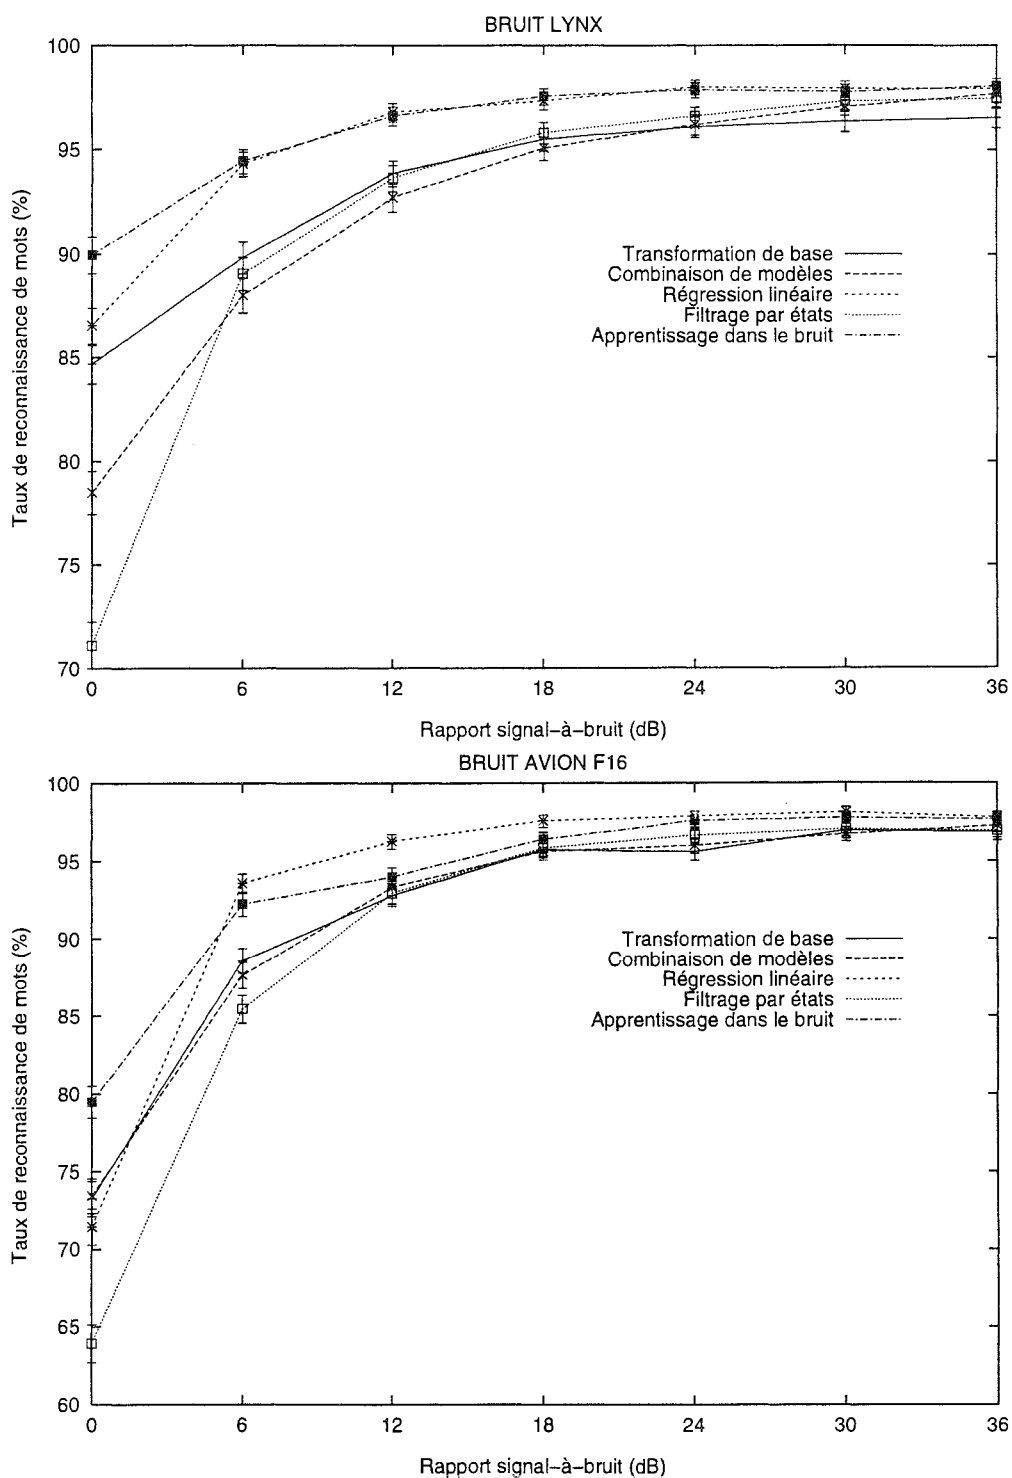 BRUIT LYNX
100
95
90
85
80
75
70
Taux de reconnaissance de mots (%)
Transformation de base
Combinaison de modèles
Régression linéaire
Filtrage par états
Apprentissage dans le bruit
0 6 12 18 24 30 36
Rapport signal-à-bruit (dB)
BRUIT AVION F16
100
95
90
85
80
75
70
65
60
Taux de reconnaissance de mots (%)
Transformation de base
Combinaison de modèles
Régression linéaire
Filtrage par états
Apprentissage dans le bruit
0 6 12 18 24 30 36
Rapport signal-à-bruit (dB)